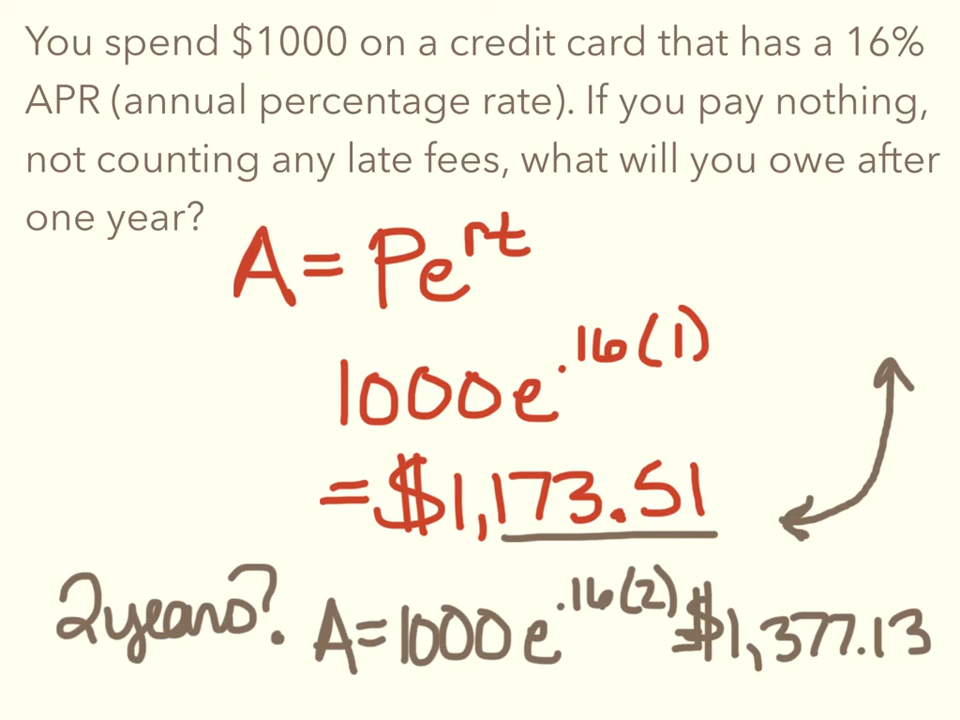 You spend $1000 on a credit card that has a 16%
APR (annual percentage rate). If you pay nothing,
not counting any late fees, what will you owe after
one year?
A = Pe^rt
1000e^.16(1)
= $1,173.51
2 years? A = 1000e^.16(2) = $1,377.13